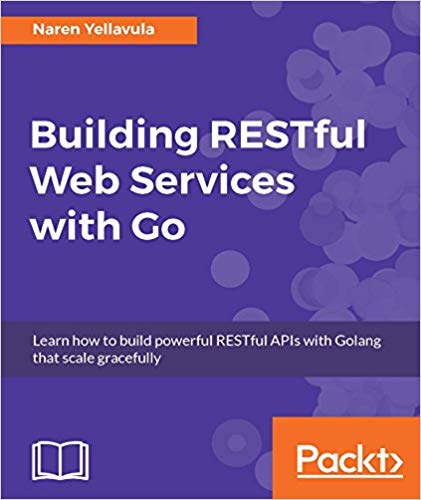 Naren Yellavula
Building RESTful
Web Services
with Go
Learn how to build powerful RESTful APIs with Golang
that scale gracefully
Packt>